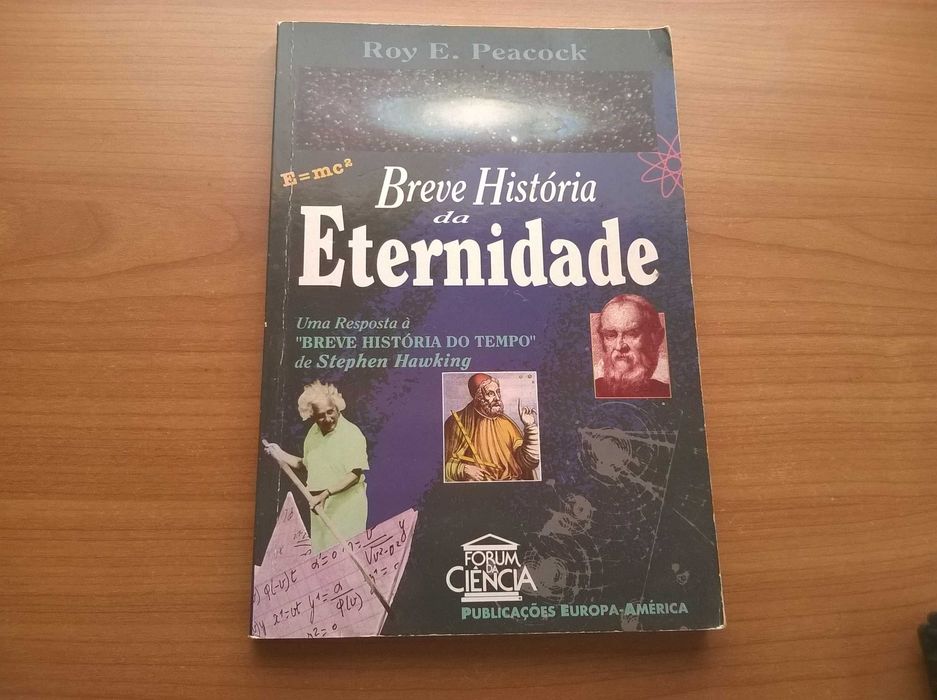 Roy E. Peacock
E=mc²
Breve História
da
Eternidade
Uma Resposta à
"BREVE HISTÓRIA DO TEMPO"
de Stephen Hawking
FORUM
DA
CIÊNCIA
PUBLICAÇÕES EUROPA-AMÉRICA